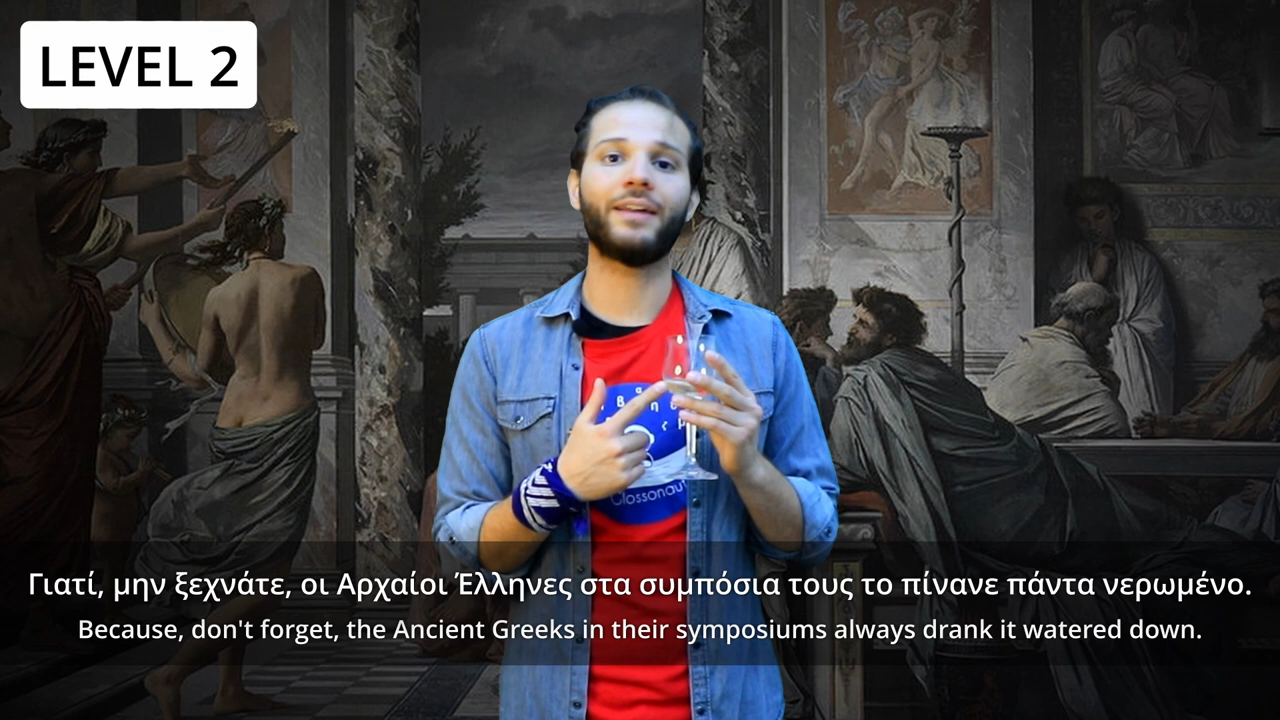 LEVEL 2
Glossonaut
Γιατί, μην ξεχνάτε, οι Αρχαίοι Έλληνες στα συμπόσια τους το πίνανε πάντα νερωμένο.
Because, don't forget, the Ancient Greeks in their symposiums always drank it watered down.